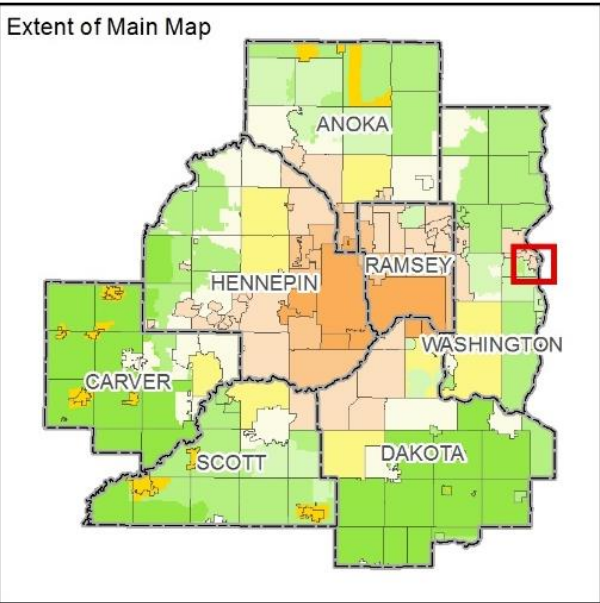 Extent of Main Map
ANOKA
RAMSEY
HENNEPIN
WASHINGTON
CARVER
SCOTT
DAKOTA